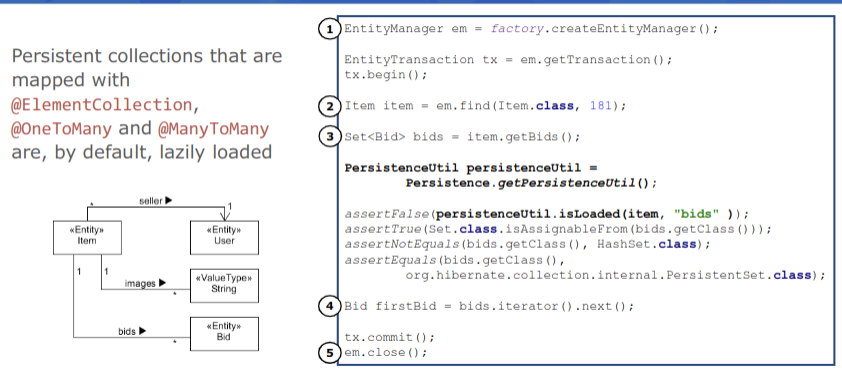 Persistent collections that are
mapped with
@ElementCollection,
@OneToMany and @ManyToMany
are, by default, lazily loaded
seller ▶
*
1
«Entity»
Item
«Entity»
User
1
1
images ▶
*
«ValueType»
String
bids ▶
*
«Entity»
Bid
1 EntityManager em = factory.createEntityManager();
EntityTransaction tx = em.getTransaction();
tx.begin();
2 Item item = em.find(Item.class, 181);
3 Set<Bid> bids = item.getBids();
PersistenceUtil persistenceUtil =
Persistence.getPersistenceUtil();
assertFalse(persistenceUtil.isLoaded(item, "bids" ));
assertTrue(Set.class.isAssignableFrom(bids.getClass()));
assertNotEquals(bids.getClass(), HashSet.class);
assertEquals(bids.getClass(),
org.hibernate.collection.internal.PersistentSet.class);
4 Bid firstBid = bids.iterator().next();
tx.commit();
5 em.close();